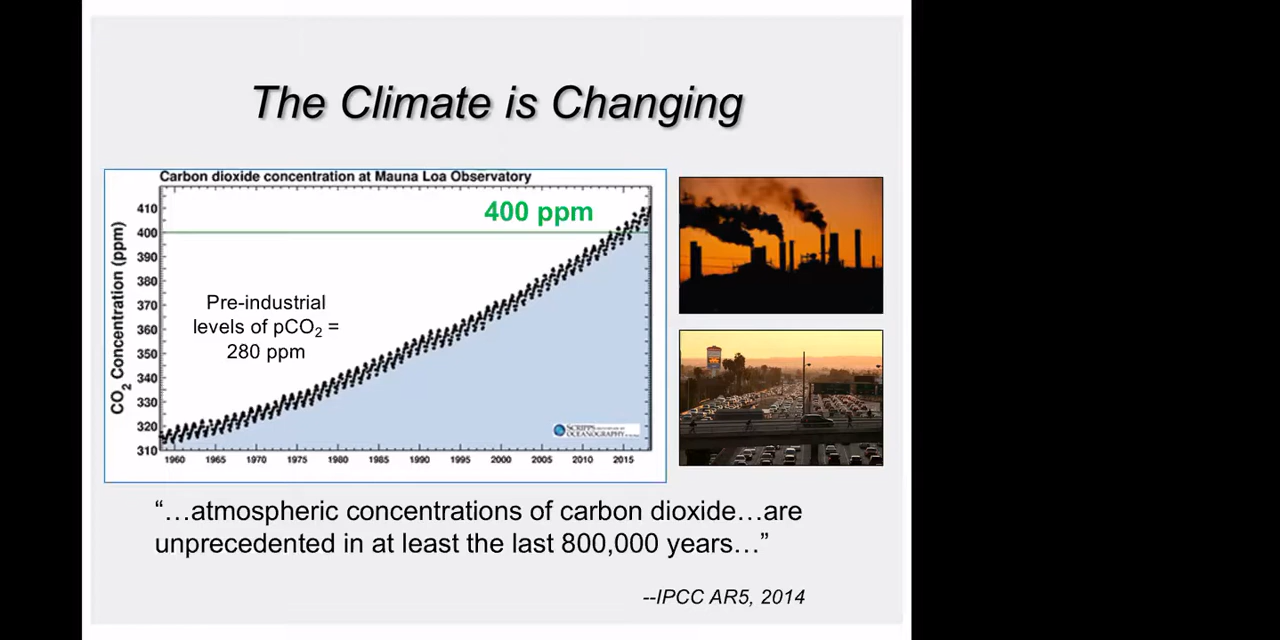 The Climate is Changing
Carbon dioxide concentration at Mauna Loa Observatory
400 ppm
CO2 Concentration (ppm)
410
400
390
380
370
360
350
340
330
320
310
Pre-industrial
levels of pCO2 =
280 ppm
SCRIPPS
OCEANOGRAPHY
1960 1965 1970 1975 1980 1985 1990 1995 2000 2005 2010 2015
“…atmospheric concentrations of carbon dioxide…are
unprecedented in at least the last 800,000 years…”
--IPCC AR5, 2014